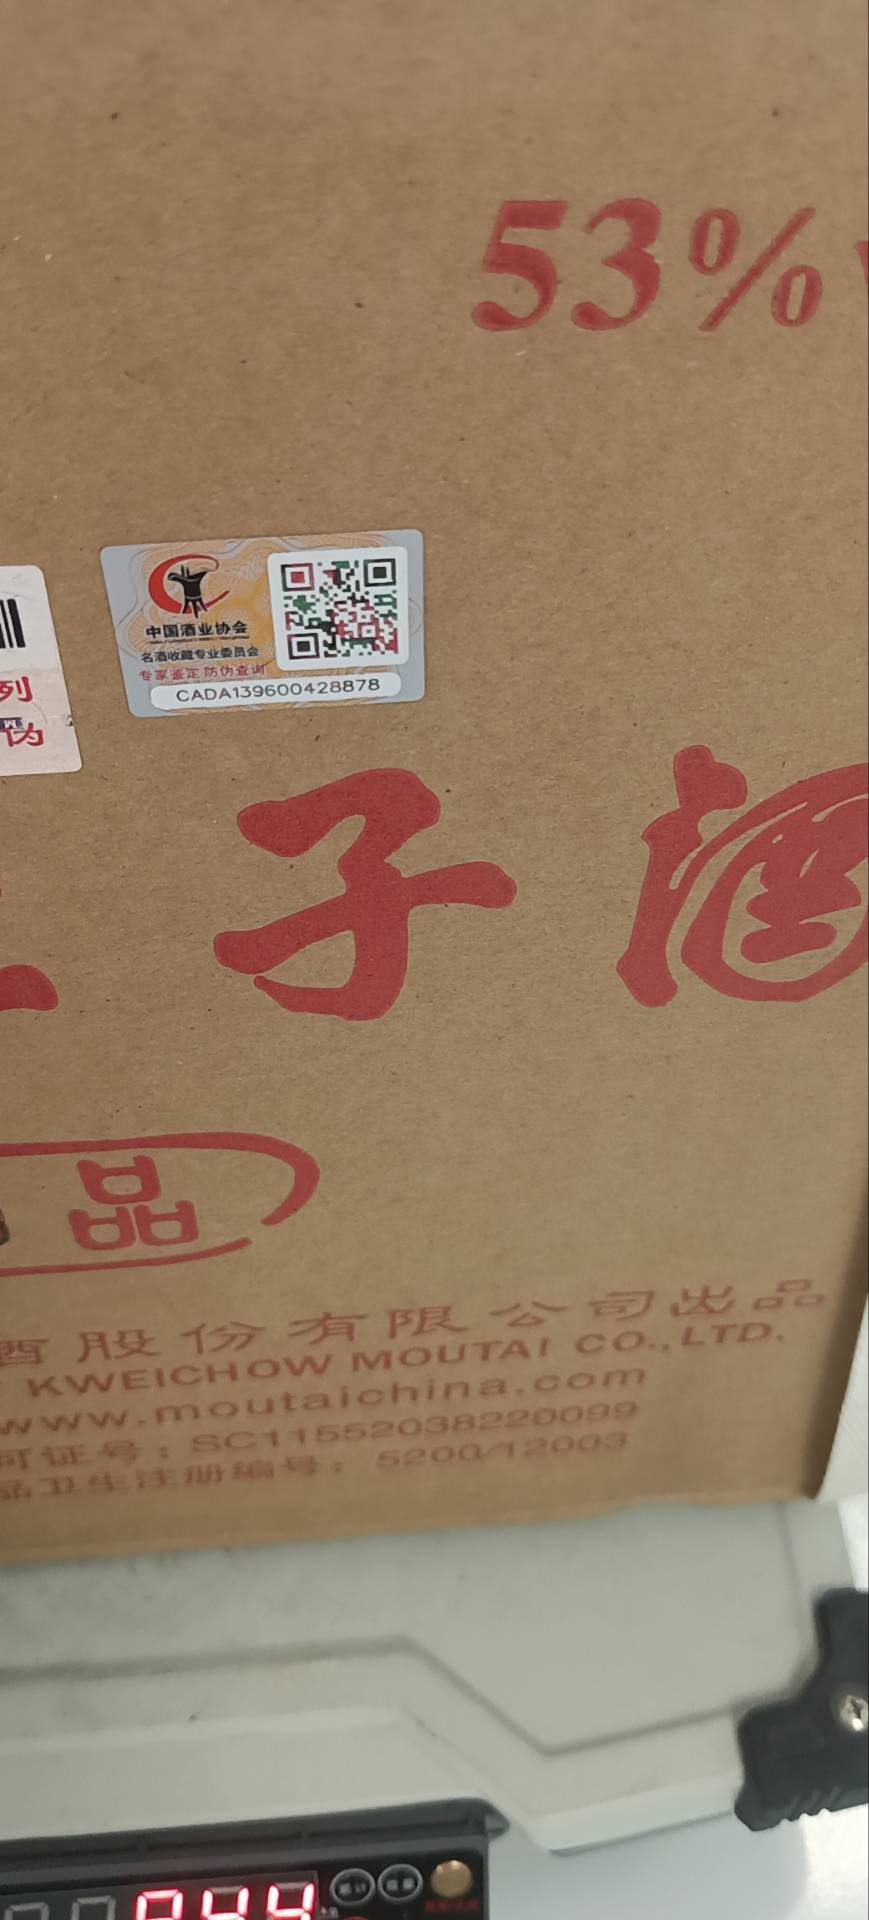 53%
中国酒业协会
名酒收藏专业委员会
专家鉴定 防伪查询
CADA139600428878
列
伪
子酒
品
酉股份有限公司出品
KWEICHOW MOUTAI CO.,LTD.
www.moutaichina.com
可证号：SC11552038220099
品卫生注册编号：5200/12003
044